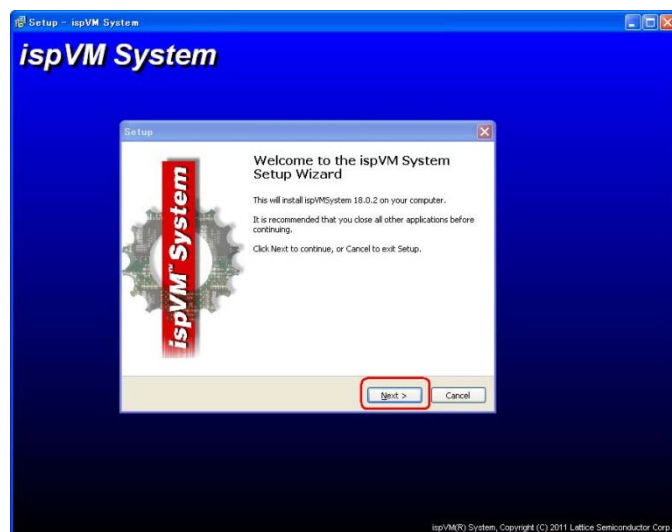 Setup - ispVM System
ispVM System
Setup
ispVM™ System
Welcome to the ispVM System
Setup Wizard
This will install ispVMSystem 18.0.2 on your computer.
It is recommended that you close all other applications before
continuing.
Click Next to continue, or Cancel to exit Setup.
Next >
Cancel
ispVM(R) System, Copyright (C) 2011 Lattice Semiconductor Corp.